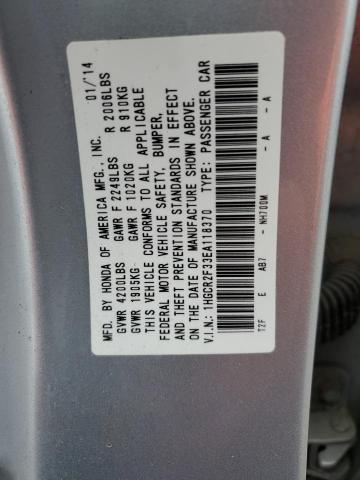 MFD. BY HONDA OF AMERICA MFG., INC. 01/'14
GVWR 4200LBS GAWR F 2249LBS R 2006LBS
GVWR 1905KG GAWR F 1020KG R 910KG
THIS VEHICLE CONFORMS TO ALL APPLICABLE
FEDERAL MOTOR VEHICLE SAFETY, BUMPER,
AND THEFT PREVENTION STANDARDS IN EFFECT
ON THE DATE OF MANUFACTURE SHOWN ABOVE.
V.I.N.: 1HGCR2F33EA118370 TYPE: PASSENGER CAR
T2F E AB7 - NH700M - A - A